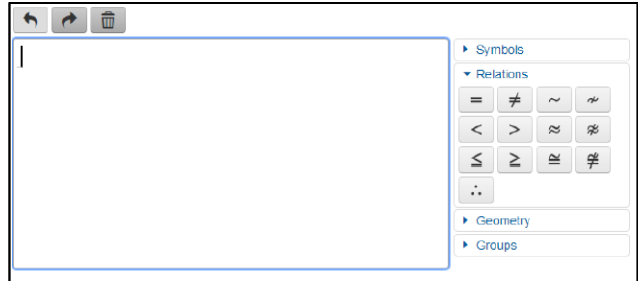 Symbols
Relations
= ≠ ~ ≁
< > ≈ ≉
≦ ≧ ≅ ≇
∴
Geometry
Groups